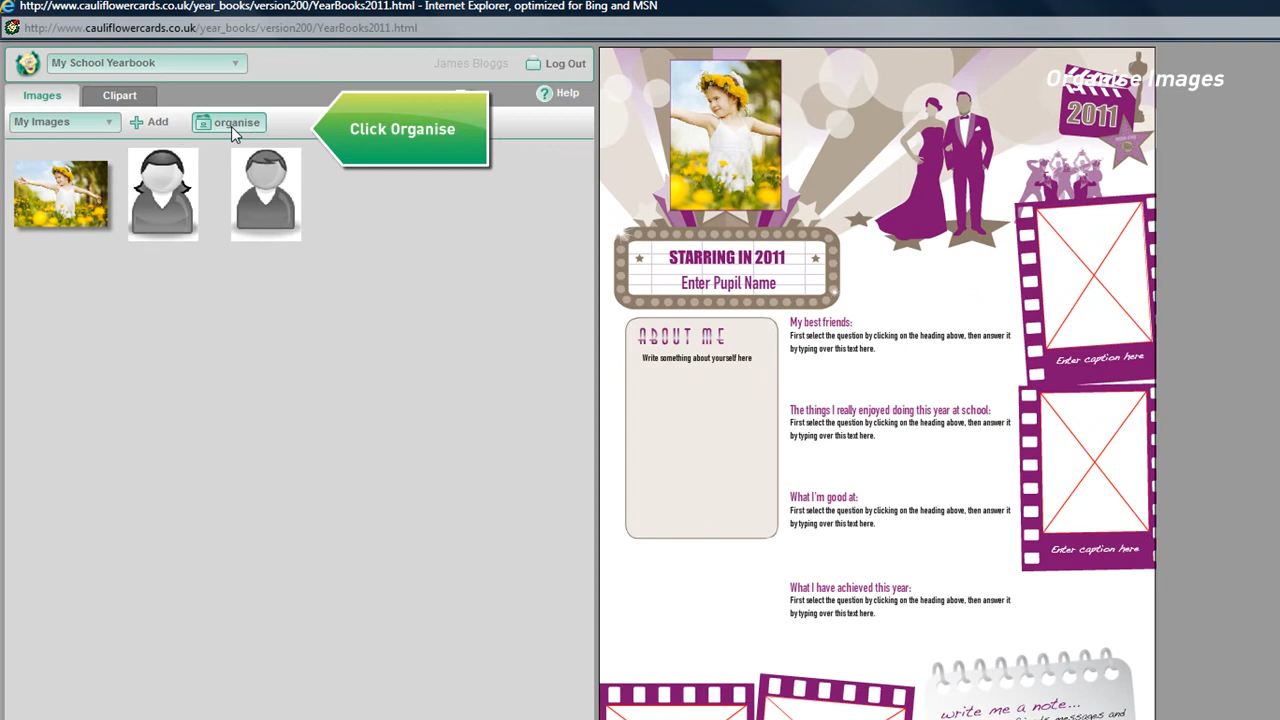 http://www.cauliflowercards.co.uk/year_books/version200/YearBooks2011.html - Internet Explorer, optimized for Bing and MSN
http://www.cauliflowercards.co.uk/year_books/version200/YearBooks2011.html
My School Yearbook
James Bloggs
Log Out
Images
Clipart
Help
My Images
Add
organise
Click Organise
Organise Images
2011
STARRING IN 2011
Enter Pupil Name
ABOUT ME
Write something about yourself here
My best friends:
First select the question by clicking on the heading above, then answer it
by typing over this text here.
The things I really enjoyed doing this year at school:
First select the question by clicking on the heading above, then answer it
by typing over this text here.
What I'm good at:
First select the question by clicking on the heading above, then answer it
by typing over this text here.
What I have achieved this year:
First select the question by clicking on the heading above, then answer it
by typing over this text here.
Enter caption here
Enter caption here
write me a note...
messages and